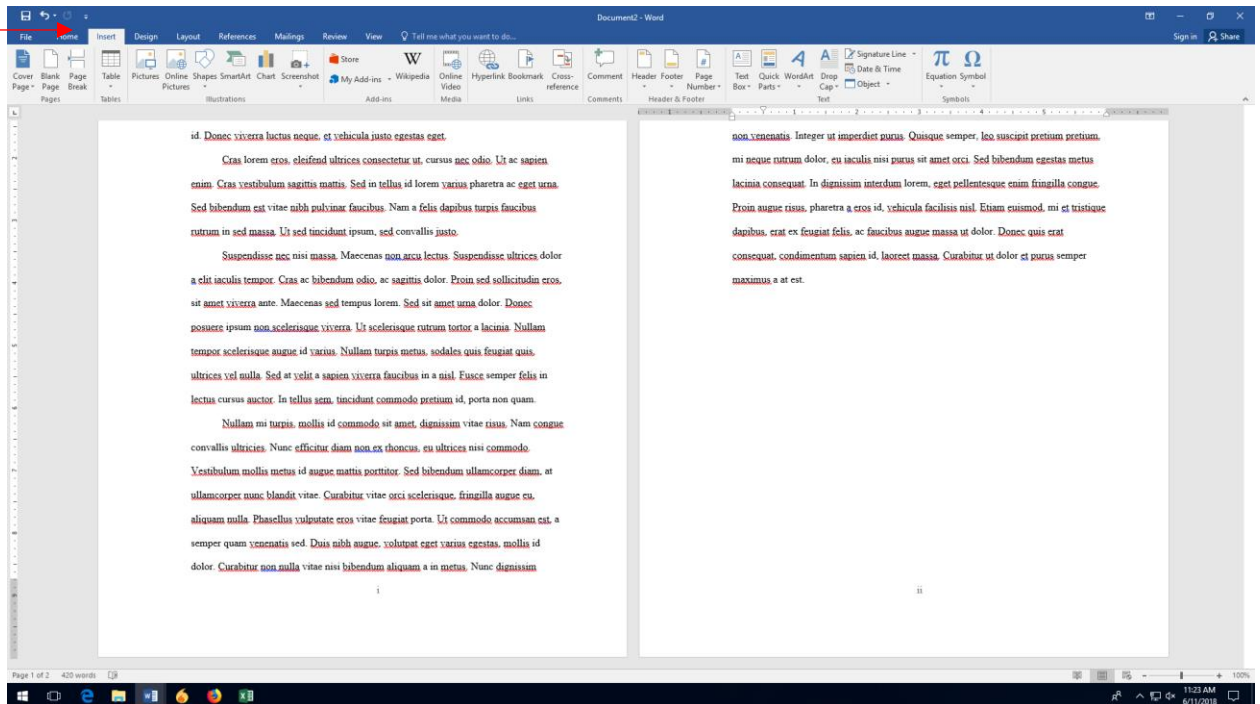 Document2 - Word
File Home Insert Design Layout References Mailings Review View Tell me what you want to do... Sign in Share
Cover Page Blank Page Page Break Table Pictures Online Pictures Shapes SmartArt Chart Screenshot Store My Add-ins Wikipedia Online Video Hyperlink Bookmark Cross-reference Comment Header Footer Page Number Text Box Quick Parts WordArt Drop Cap Signature Line Date & Time Object Equation Symbol
Pages Tables Illustrations Add-ins Media Links Comments Header & Footer Text Symbols
id. Donec viverra luctus neque, et vehicula justo egestas eget.
Cras lorem eros, eleifend ultrices consectetur ut, cursus nec odio. Ut ac sapien
enim. Cras vestibulum sagittis mattis. Sed in tellus id lorem varius pharetra ac eget urna.
Sed bibendum est vitae nibh pulvinar faucibus. Nam a felis dapibus turpis faucibus
rutrum in sed massa. Ut sed tincidunt ipsum, sed convallis justo.
Suspendisse nec nisi massa. Maecenas non arcu lectus. Suspendisse ultrices dolor
a elit iaculis tempor. Cras ac bibendum odio, ac sagittis dolor. Proin sed sollicitudin eros,
sit amet viverra ante. Maecenas sed tempus lorem. Sed sit amet urna dolor. Donec
posuere ipsum non scelerisque viverra. Ut scelerisque rutrum tortor a lacinia. Nullam
tempor scelerisque augue id varius. Nullam turpis metus, sodales quis feugiat quis,
ultrices vel nulla. Sed at velit a sapien viverra faucibus in a nisl. Fusce semper felis in
lectus cursus auctor. In tellus sem, tincidunt commodo pretium id, porta non quam.
Nullam mi turpis, mollis id commodo sit amet, dignissim vitae risus. Nam congue
convallis ultricies. Nunc efficitur diam non ex rhoncus, eu ultrices nisi commodo.
Vestibulum mollis metus id augue mattis porttitor. Sed bibendum ullamcorper diam, at
ullamcorper nunc blandit vitae. Curabitur vitae orci scelerisque, fringilla augue eu,
aliquam nulla. Phasellus vulputate eros vitae feugiat porta. Ut commodo accumsan est, a
semper quam venenatis sed. Duis nibh augue, volutpat eget varius egestas, mollis id
dolor. Curabitur non nulla vitae nisi bibendum aliquam a in metus. Nunc dignissim
i
non venenatis. Integer ut imperdiet purus. Quisque semper, leo suscipit pretium pretium,
mi neque rutrum dolor, eu iaculis nisi purus sit amet orci. Sed bibendum egestas metus
lacinia consequat. In dignissim interdum lorem, eget pellentesque enim fringilla congue.
Proin augue risus, pharetra a eros id, vehicula facilisis nisl. Etiam euismod, mi et tristique
dapibus, erat ex feugiat felis, ac faucibus augue massa ut dolor. Donec quis erat
consequat, condimentum sapien id, laoreet massa. Curabitur ut dolor et purus semper
maximus a at est.
ii
Page 1 of 2 420 words 100%
11:23 AM
6/11/2018